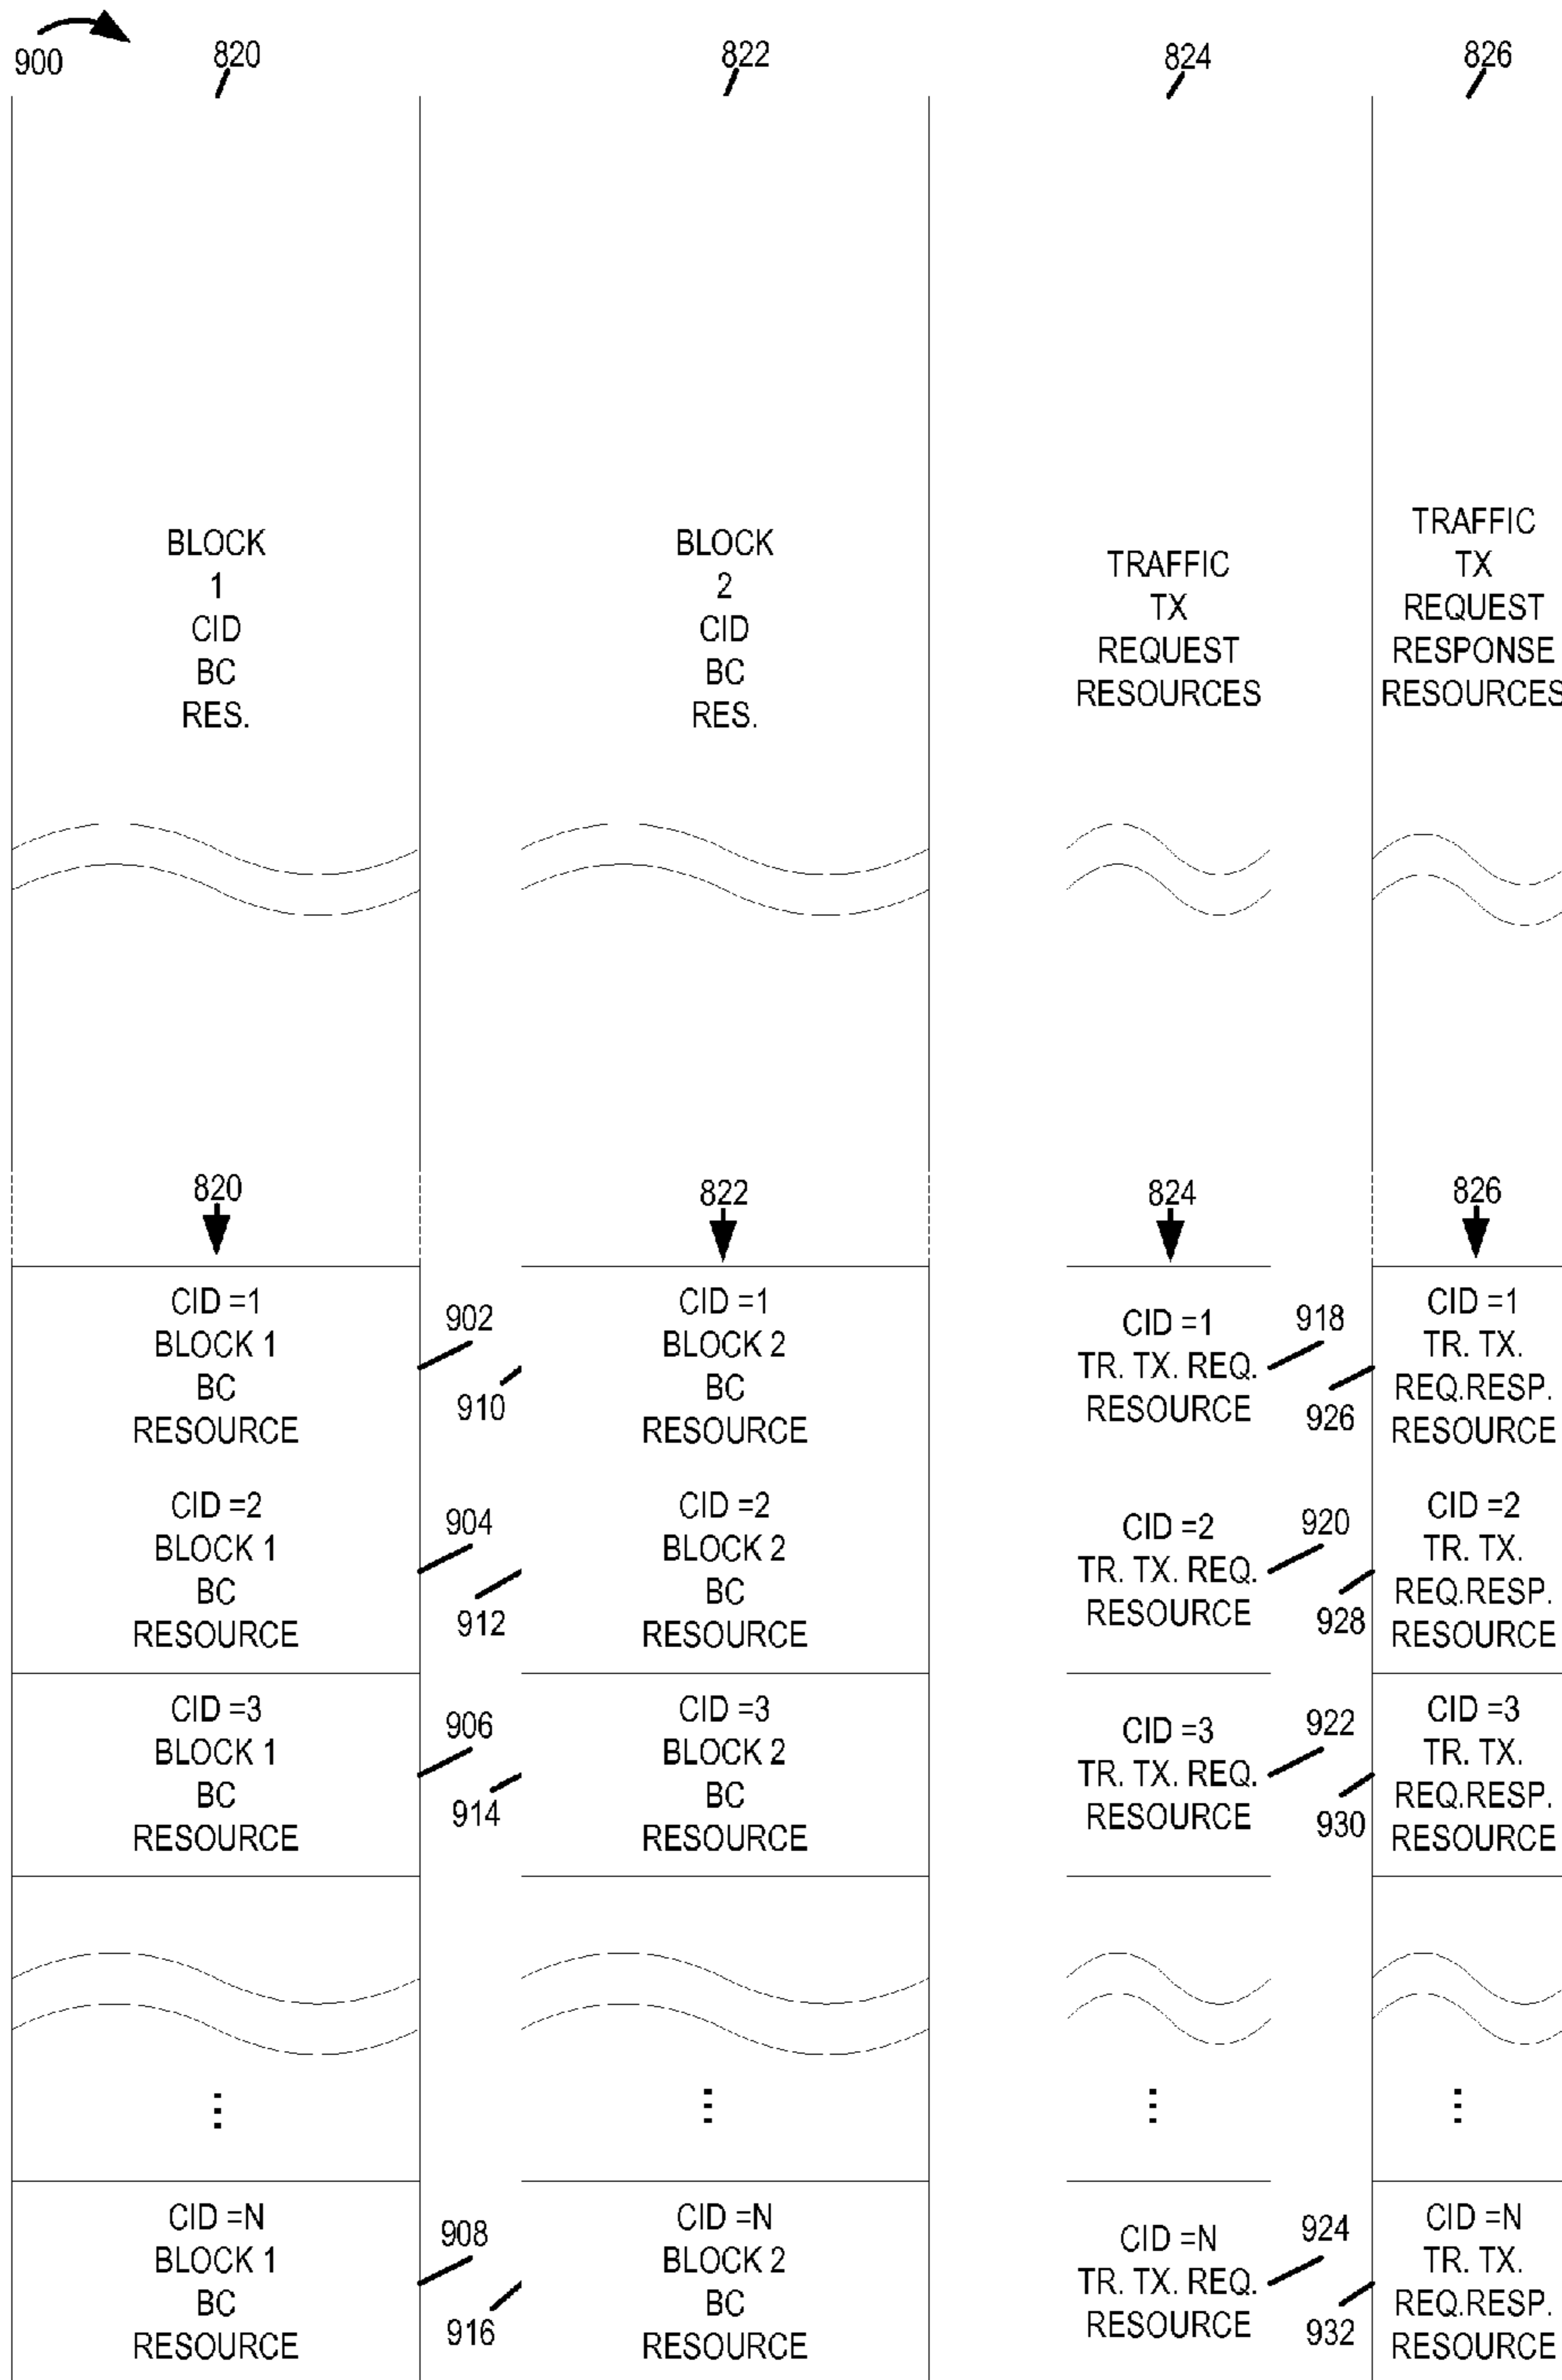 900
820
822
824
826
BLOCK
1
CID
BC
RES.
BLOCK
2
CID
BC
RES.
TRAFFIC
TX
REQUEST
RESOURCES
TRAFFIC
TX
REQUEST
RESPONSE
RESOURCES
820
822
824
826
CID =1
BLOCK 1
BC
RESOURCE
902
910
CID =1
BLOCK 2
BC
RESOURCE
CID =1
TR. TX. REQ.
RESOURCE
918
926
CID =1
TR. TX.
REQ.RESP.
RESOURCE
CID =2
BLOCK 1
BC
RESOURCE
904
912
CID =2
BLOCK 2
BC
RESOURCE
CID =2
TR. TX. REQ.
RESOURCE
920
928
CID =2
TR. TX.
REQ.RESP.
RESOURCE
CID =3
BLOCK 1
BC
RESOURCE
906
914
CID =3
BLOCK 2
BC
RESOURCE
CID =3
TR. TX. REQ.
RESOURCE
922
930
CID =3
TR. TX.
REQ.RESP.
RESOURCE
...
...
...
...
CID =N
BLOCK 1
BC
RESOURCE
908
916
CID =N
BLOCK 2
BC
RESOURCE
CID =N
TR. TX. REQ.
RESOURCE
924
932
CID =N
TR. TX.
REQ.RESP.
RESOURCE